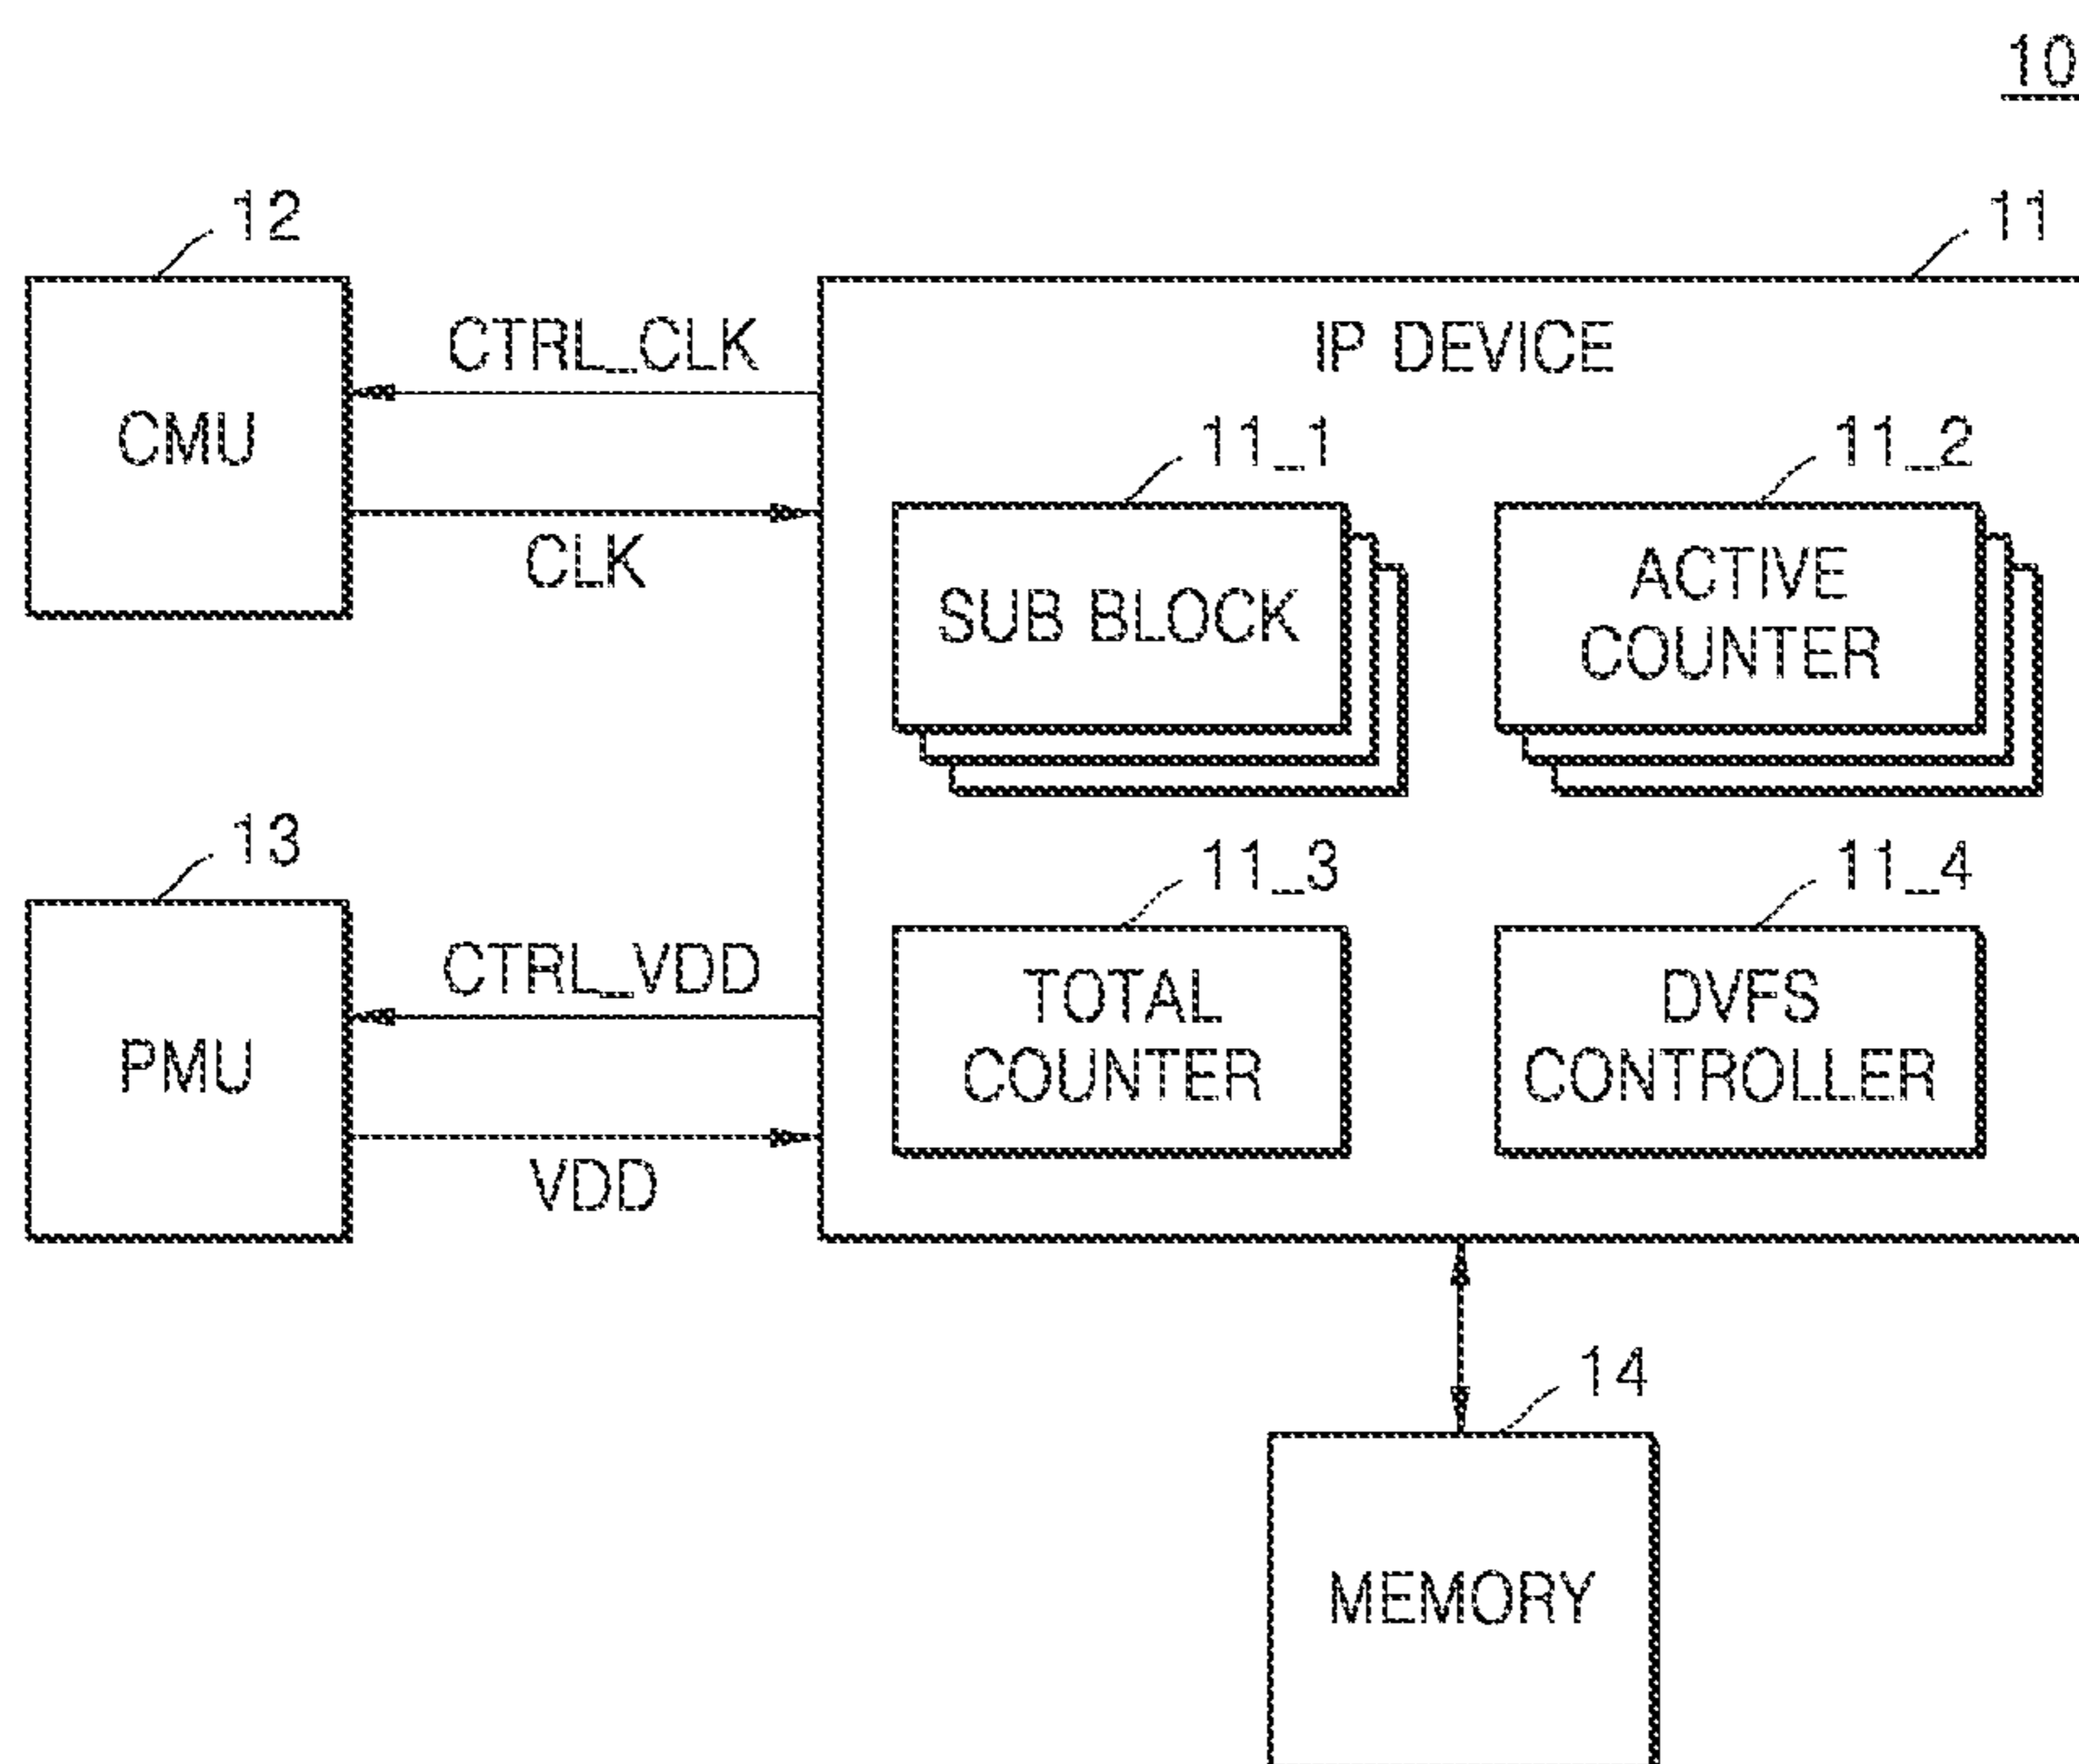 10
12
11
CTRL_CLK
IP DEVICE
CMU
11_1
11_2
CLK
SUB BLOCK
ACTIVE
COUNTER
13
11_3
11_4
CTRL_VDD
PMU
TOTAL
COUNTER
DVFS
CONTROLLER
VDD
14
MEMORY